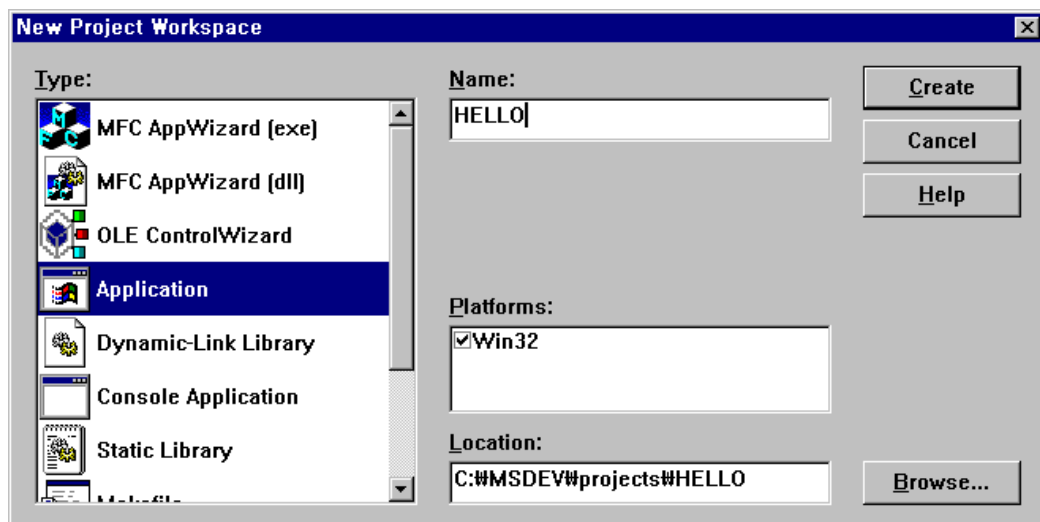 New Project Workspace
Type:
MFC AppWizard (exe)
MFC AppWizard (dll)
OLE ControlWizard
Application
Dynamic-Link Library
Console Application
Static Library
Makefile
Name:
HELLO
Platforms:
Win32
Location:
C:₩MSDEV₩projects₩HELLO
Create
Cancel
Help
Browse...